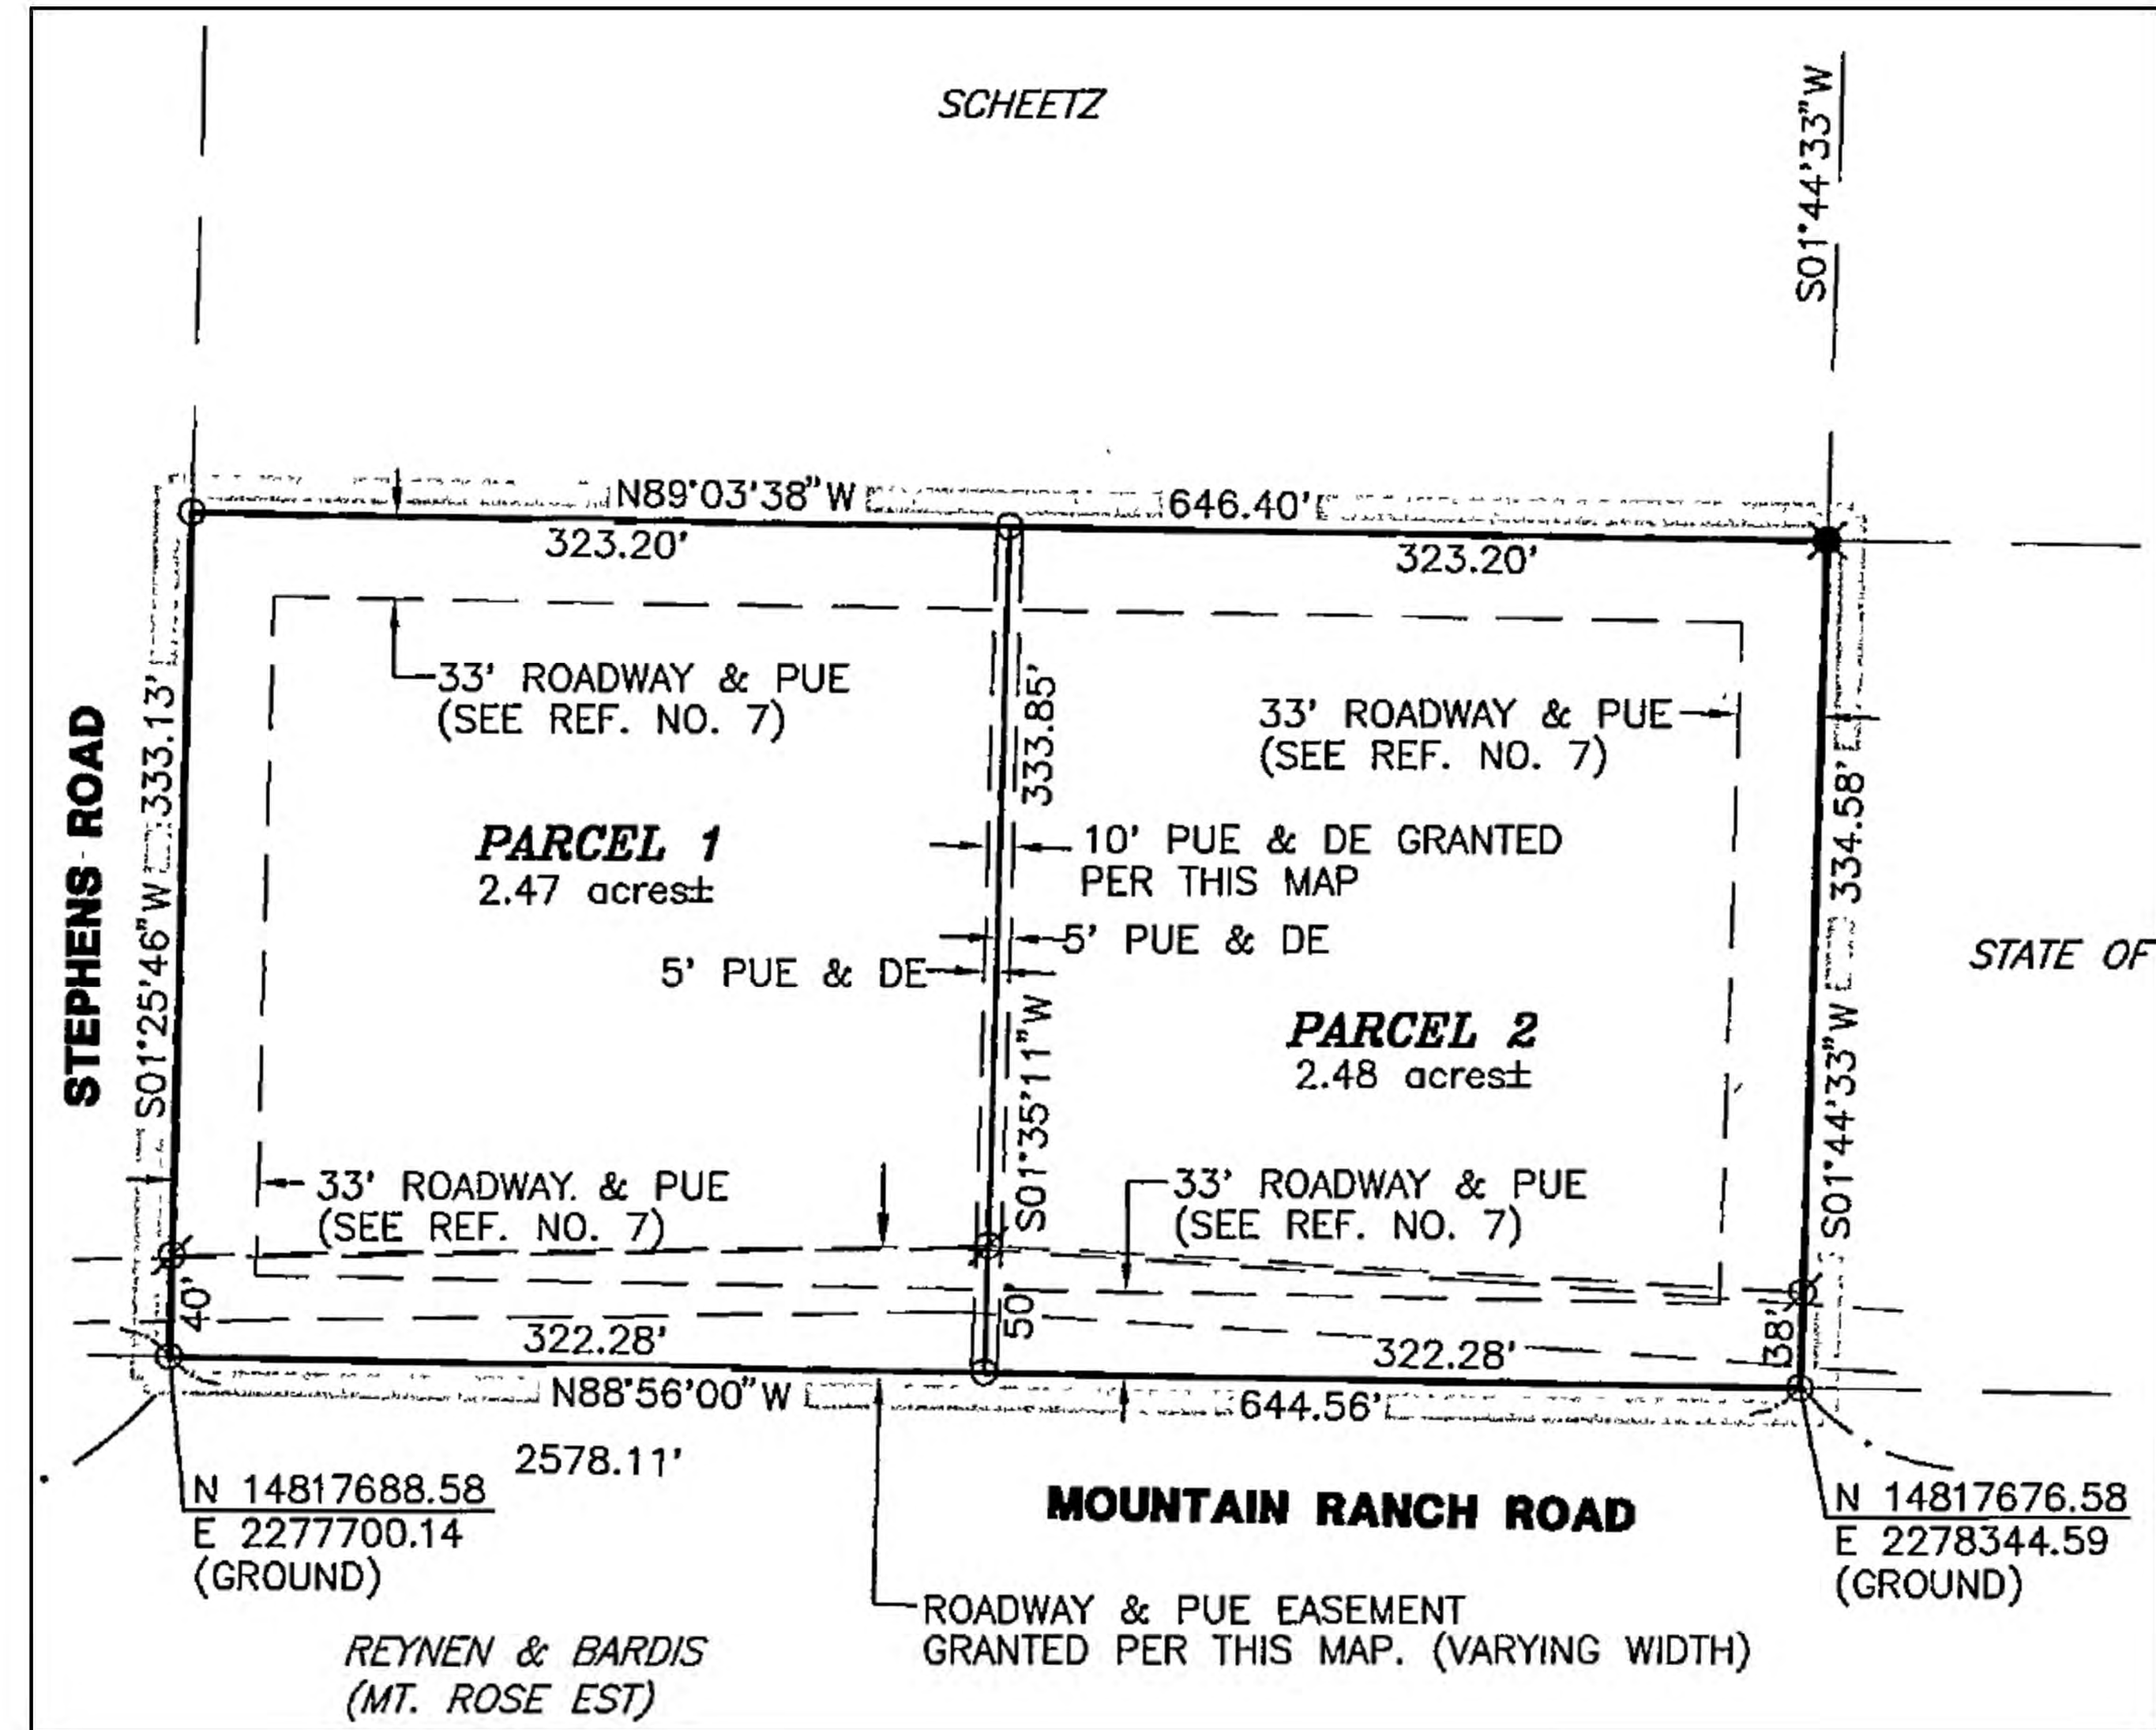 SCHEETZ
S01°44'33"W
N89°03'38"W
646.40'
323.20'
323.20'
33' ROADWAY & PUE
(SEE REF. NO. 7)
33' ROADWAY & PUE
(SEE REF. NO. 7)
333.13'
S01°25'46"W
STEPHENS ROAD
333.85'
S01°35'11"W
334.58'
S01°44'33"W
PARCEL 1
2.47 acres±
10' PUE & DE GRANTED
PER THIS MAP
5' PUE & DE
5' PUE & DE
STATE OF
PARCEL 2
2.48 acres±
33' ROADWAY. & PUE
(SEE REF. NO. 7)
33' ROADWAY & PUE
(SEE REF. NO. 7)
40'
50'
38'
322.28'
322.28'
N88°56'00"W
644.56'
2578.11'
N 14817688.58
E 2277700.14
(GROUND)
MOUNTAIN RANCH ROAD
N 14817676.58
E 2278344.59
(GROUND)
ROADWAY & PUE EASEMENT
GRANTED PER THIS MAP. (VARYING WIDTH)
REYNEN & BARDIS
(MT. ROSE EST)